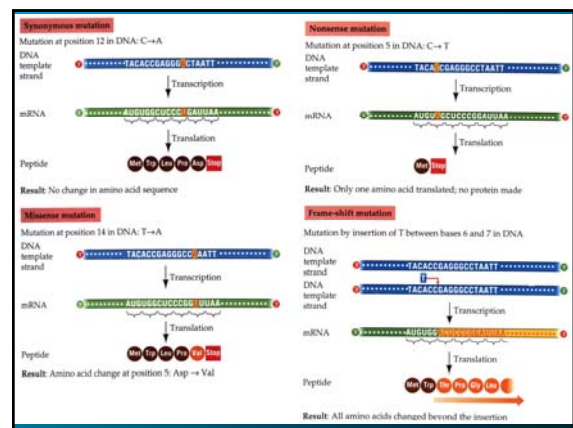 Synonymous mutation
Mutation at position 12 in DNA: C→A
DNA template strand
TACACCGAGGGACTAATT
Transcription
mRNA
AUGUGGCUCCCUGAUUAA
Translation
Peptide
Met Trp Leu Pro Asp Stop
Result: No change in amino acid sequence
Missense mutation
Mutation at position 14 in DNA: T→A
DNA template strand
TACACCGAGGGCCAAATT
Transcription
mRNA
AUGUGGCUCCCGGUUUAA
Translation
Peptide
Met Trp Leu Pro Val Stop
Result: Amino acid change at position 5: Asp → Val
Nonsense mutation
Mutation at position 5 in DNA: C→ T
DNA template strand
TACATCGAGGGCCTAATT
Transcription
mRNA
AUGUAGCUCCCGGAUUAA
Translation
Peptide
Met Stop
Result: Only one amino acid translated; no protein made
Frame-shift mutation
Mutation by insertion of T between bases 6 and 7 in DNA
DNA template strand
TACACCGAGGGCCTAATT
T
DNA template strand
TACACCGAGGGCCTAATT
Transcription
mRNA
AUGUGG
Translation
Peptide
Met Trp Thr Pro Gly Leu
Result: All amino acids changed beyond the insertion